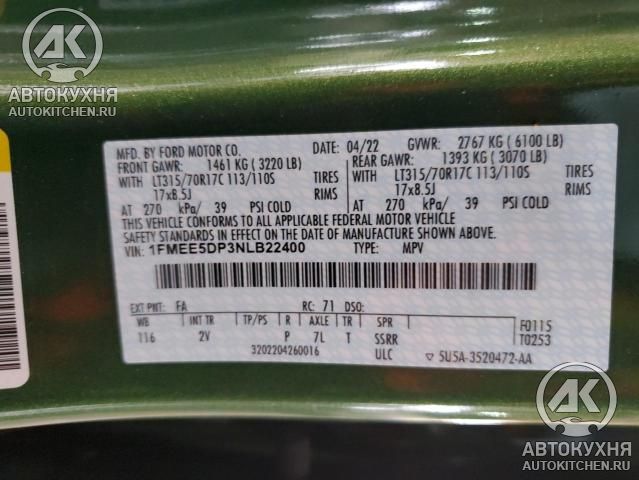 АК
АВТОКУХНЯ
AUTOKITCHEN.RU
MFD. BY FORD MOTOR CO. DATE: 04/22 GVWR: 2767 KG ( 6100 LB)
FRONT GAWR: 1461 KG ( 3220 LB) REAR GAWR: 1393 KG ( 3070 LB)
WITH LT315/70R17C 113/110S TIRES WITH LT315/70R17C 113/110S TIRES
17x8.5J RIMS 17x8.5J RIMS
AT 270 kPa/ 39 PSI COLD AT 270 kPa/ 39 PSI COLD
THIS VEHICLE CONFORMS TO ALL APPLICABLE FEDERAL MOTOR VEHICLE
SAFETY STANDARDS IN EFFECT ON THE DATE OF MANUFACTURE SHOWN ABOVE.
VIN: 1FMEE5DP3NLB22400 TYPE: MPV
EXT PNT: FA RC: 71 DSO: F0115
WB INT TR TP/PS R AXLE TR SPR T0253
116 2V P 7L T SSRR
3202204260016 ULC ▽ 5U5A-3520472-AA
АК
АВТОКУХНЯ
AUTOKITCHEN.RU